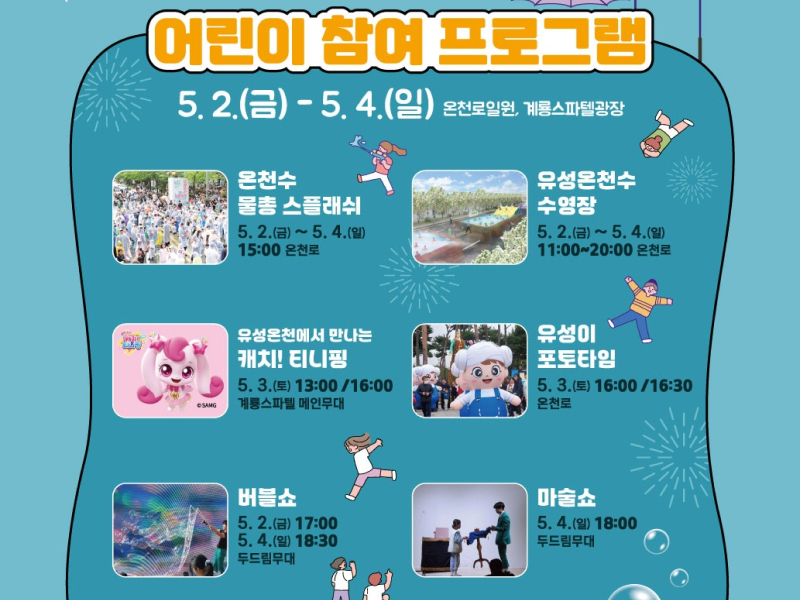 어린이 참여 프로그램
5. 2.(금) - 5. 4.(일) 온천로일원, 계룡스파텔광장
온천수
물총 스플래쉬
5. 2.(금) ~ 5. 4.(일)
15:00 온천로
유성온천수
수영장
5. 2.(금) ~ 5. 4.(일)
11:00~20:00 온천로
유성온천에서 만나는
캐치! 티니핑
5. 3.(토) 13:00 /16:00
계룡스파텔 메인무대
© SAMG
유성이
포토타임
5. 3.(토) 16:00 /16:30
온천로
버블쇼
5. 2.(금) 17:00
5. 4.(일) 18:30
두드림무대
마술쇼
5. 4.(일) 18:00
두드림무대